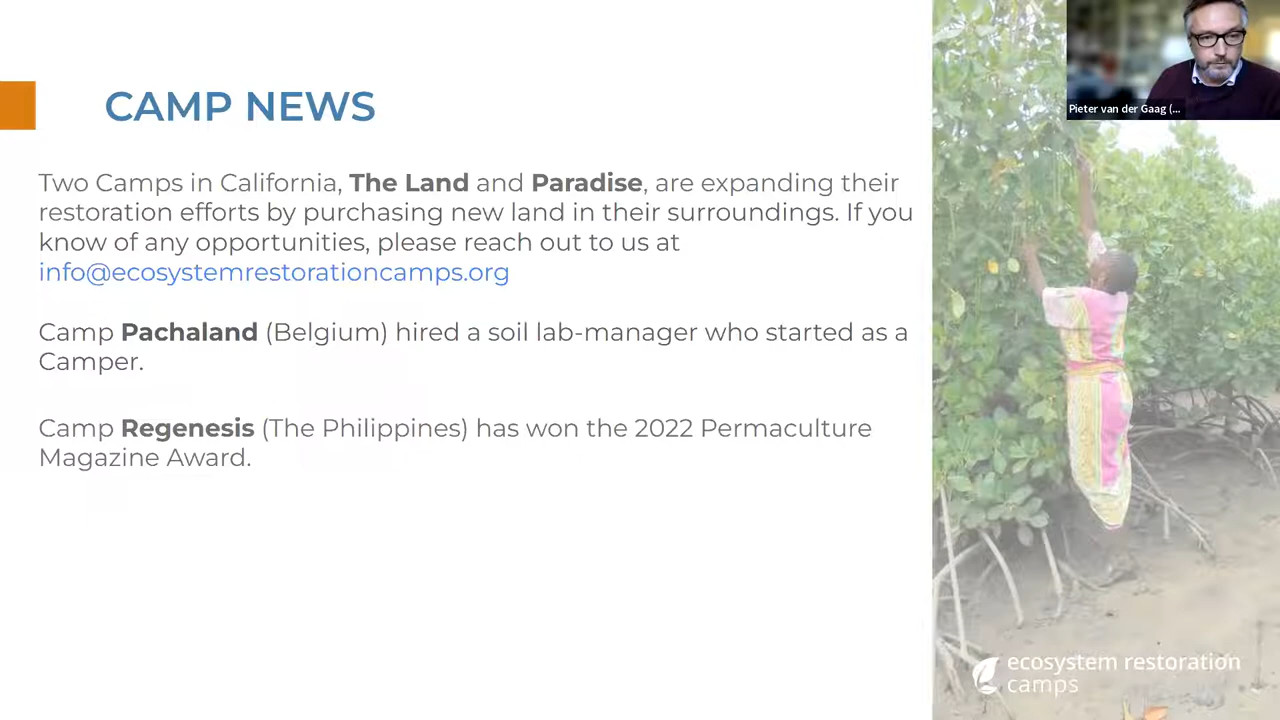 CAMP NEWS
Two Camps in California, The Land and Paradise, are expanding their
restoration efforts by purchasing new land in their surroundings. If you
know of any opportunities, please reach out to us at
info@ecosystemrestorationcamps.org
Camp Pachaland (Belgium) hired a soil lab-manager who started as a
Camper.
Camp Regenesis (The Philippines) has won the 2022 Permaculture
Magazine Award.
Pieter van der Gaag (...
ecosystem restoration
camps